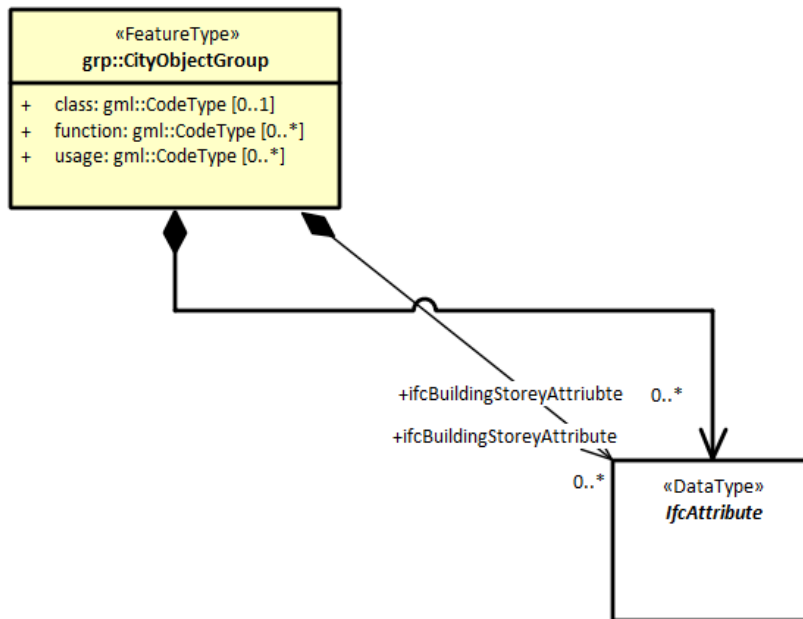 «FeatureType»
grp::CityObjectGroup
+ class: gml::CodeType [0..1]
+ function: gml::CodeType [0..*]
+ usage: gml::CodeType [0..*]
+ifcBuildingStoreyAttriubte 0..*
+ifcBuildingStoreyAttribute
0..*
«DataType»
IfcAttribute